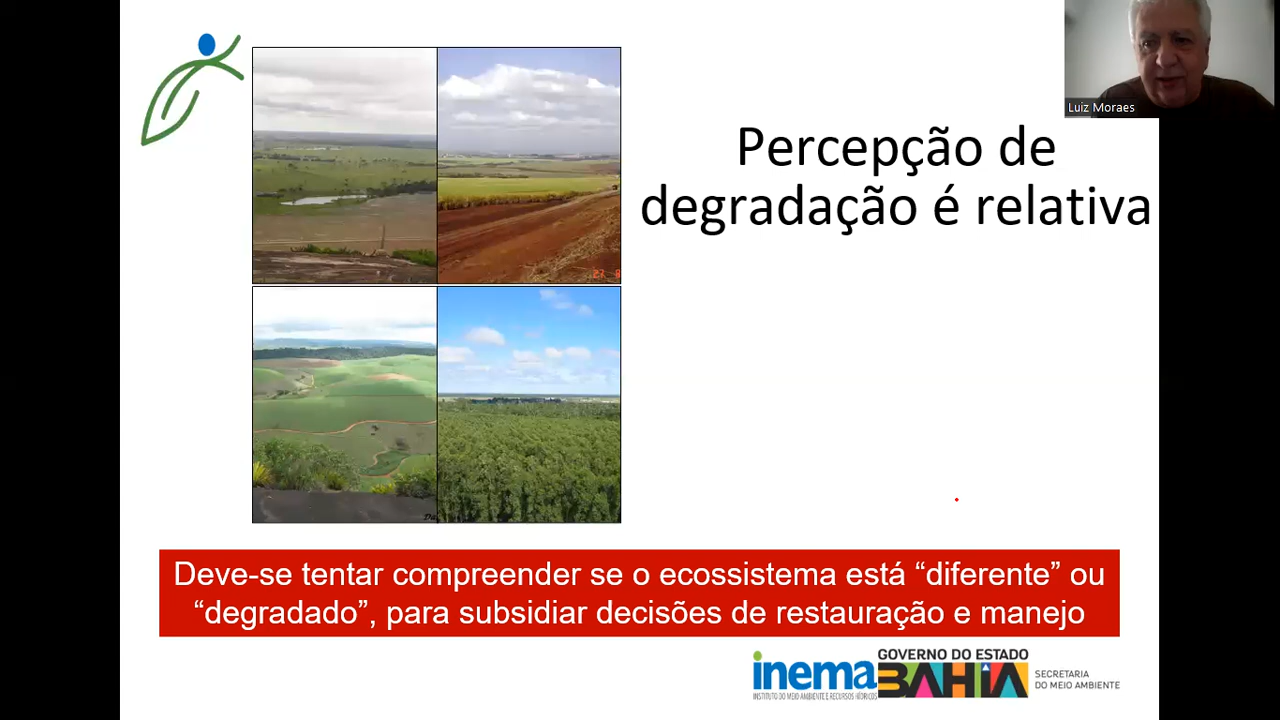 Luiz Moraes
Percepção de
degradação é relativa
Deve-se tentar compreender se o ecossistema está “diferente” ou
“degradado”, para subsidiar decisões de restauração e manejo
inema
INSTITUTO DO MEIO AMBIENTE E RECURSOS HÍDRICOS
GOVERNO DO ESTADO
BAHIA
SECRETARIA
DO MEIO AMBIENTE